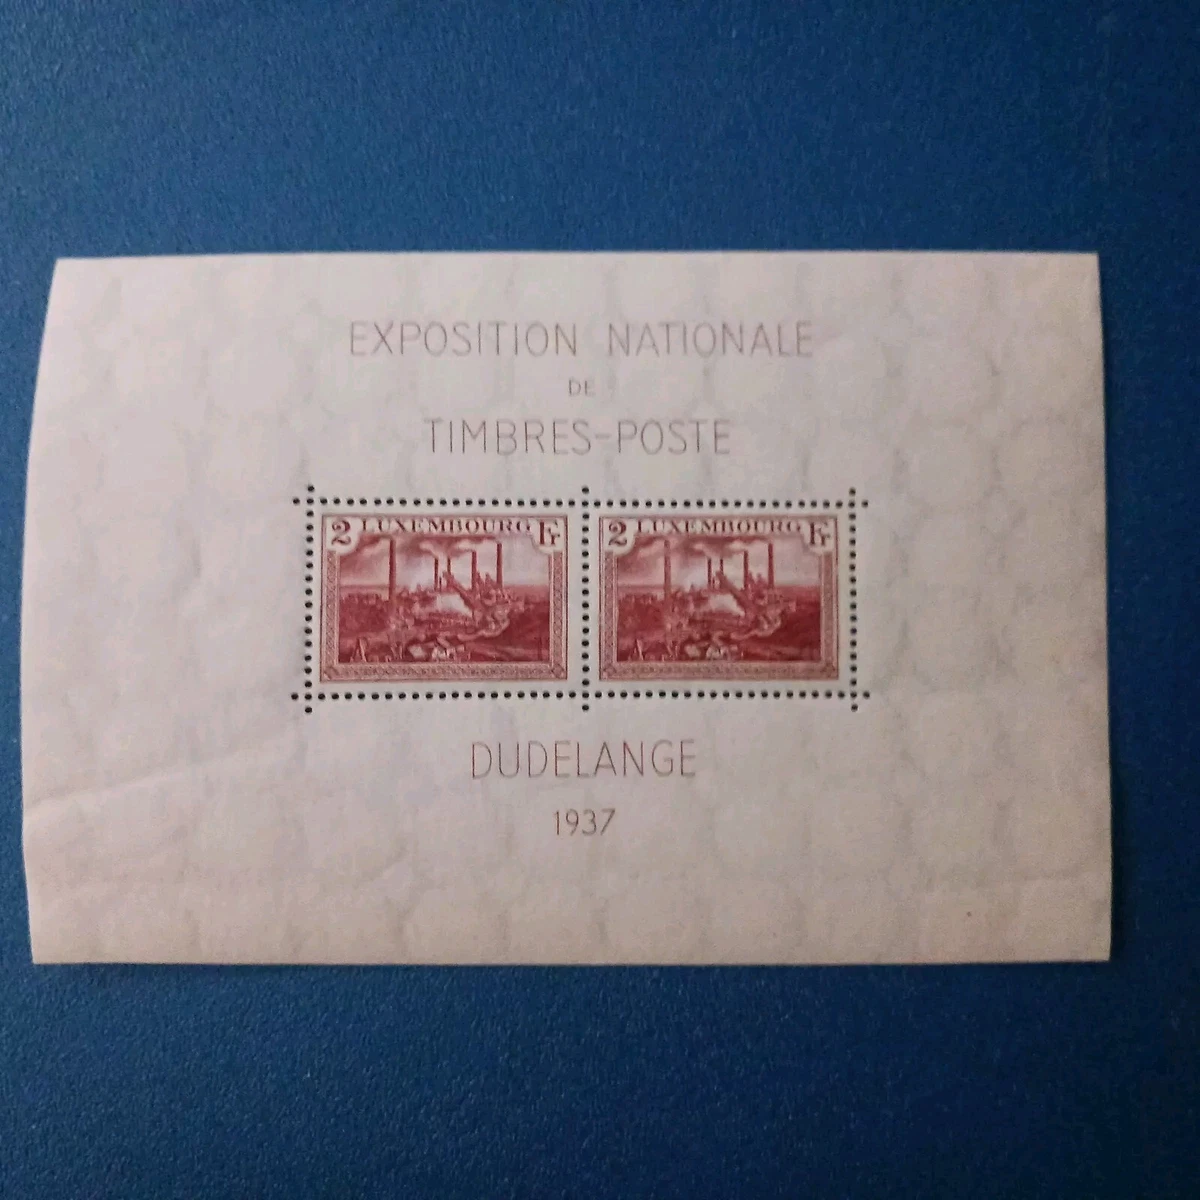 EXPOSITION NATIONALE
DE
TIMBRES-POSTE
2 LUXEMBOURG Fr
2 LUXEMBOURG Fr
DUDELANGE
1937